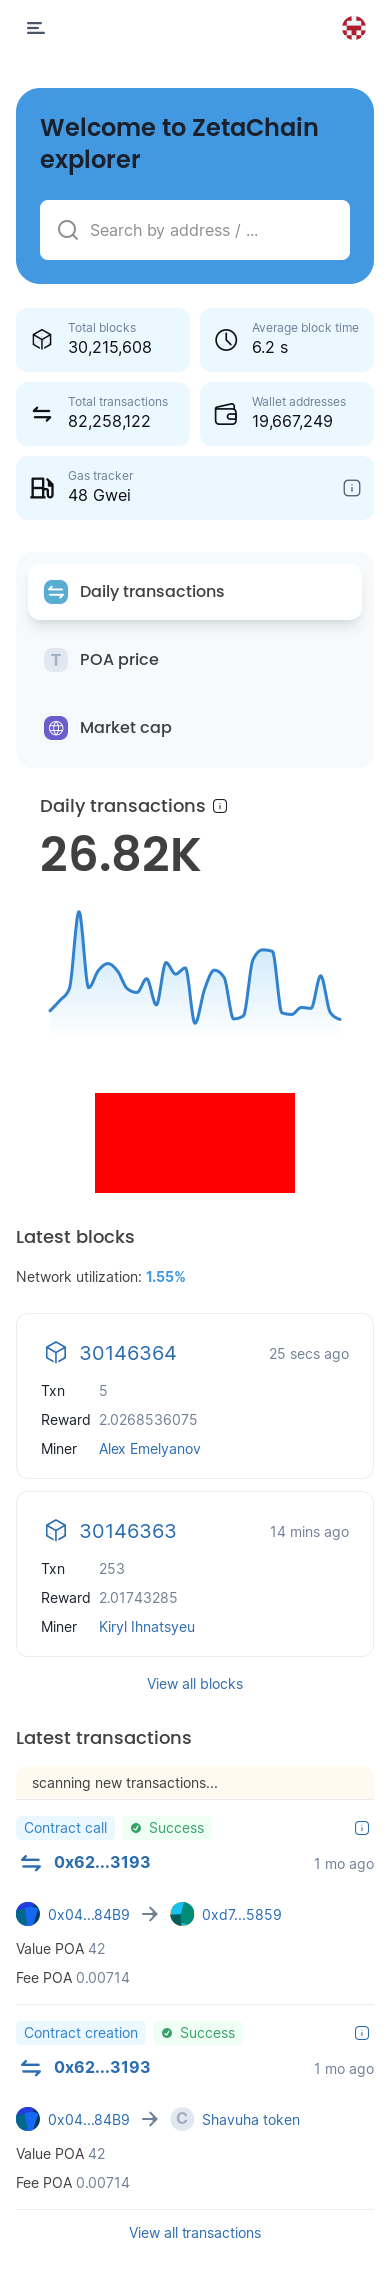 Welcome to ZetaChain
explorer
Search by address / ...
Total blocks
30,215,608
Average block time
6.2 s
Total transactions
82,258,122
Wallet addresses
19,667,249
Gas tracker
48 Gwei
Daily transactions
T POA price
Market cap
Daily transactions
26.82K
Latest blocks
Network utilization: 1.55%
30146364 25 secs ago
Txn 5
Reward 2.0268536075
Miner Alex Emelyanov
30146363 14 mins ago
Txn 253
Reward 2.01743285
Miner Kiryl Ihnatsyeu
View all blocks
Latest transactions
scanning new transactions...
Contract call Success
0x62...3193 1 mo ago
0x04...84B9 0xd7...5859
Value POA 42
Fee POA 0.00714
Contract creation Success
0x62...3193 1 mo ago
0x04...84B9 C Shavuha token
Value POA 42
Fee POA 0.00714
View all transactions